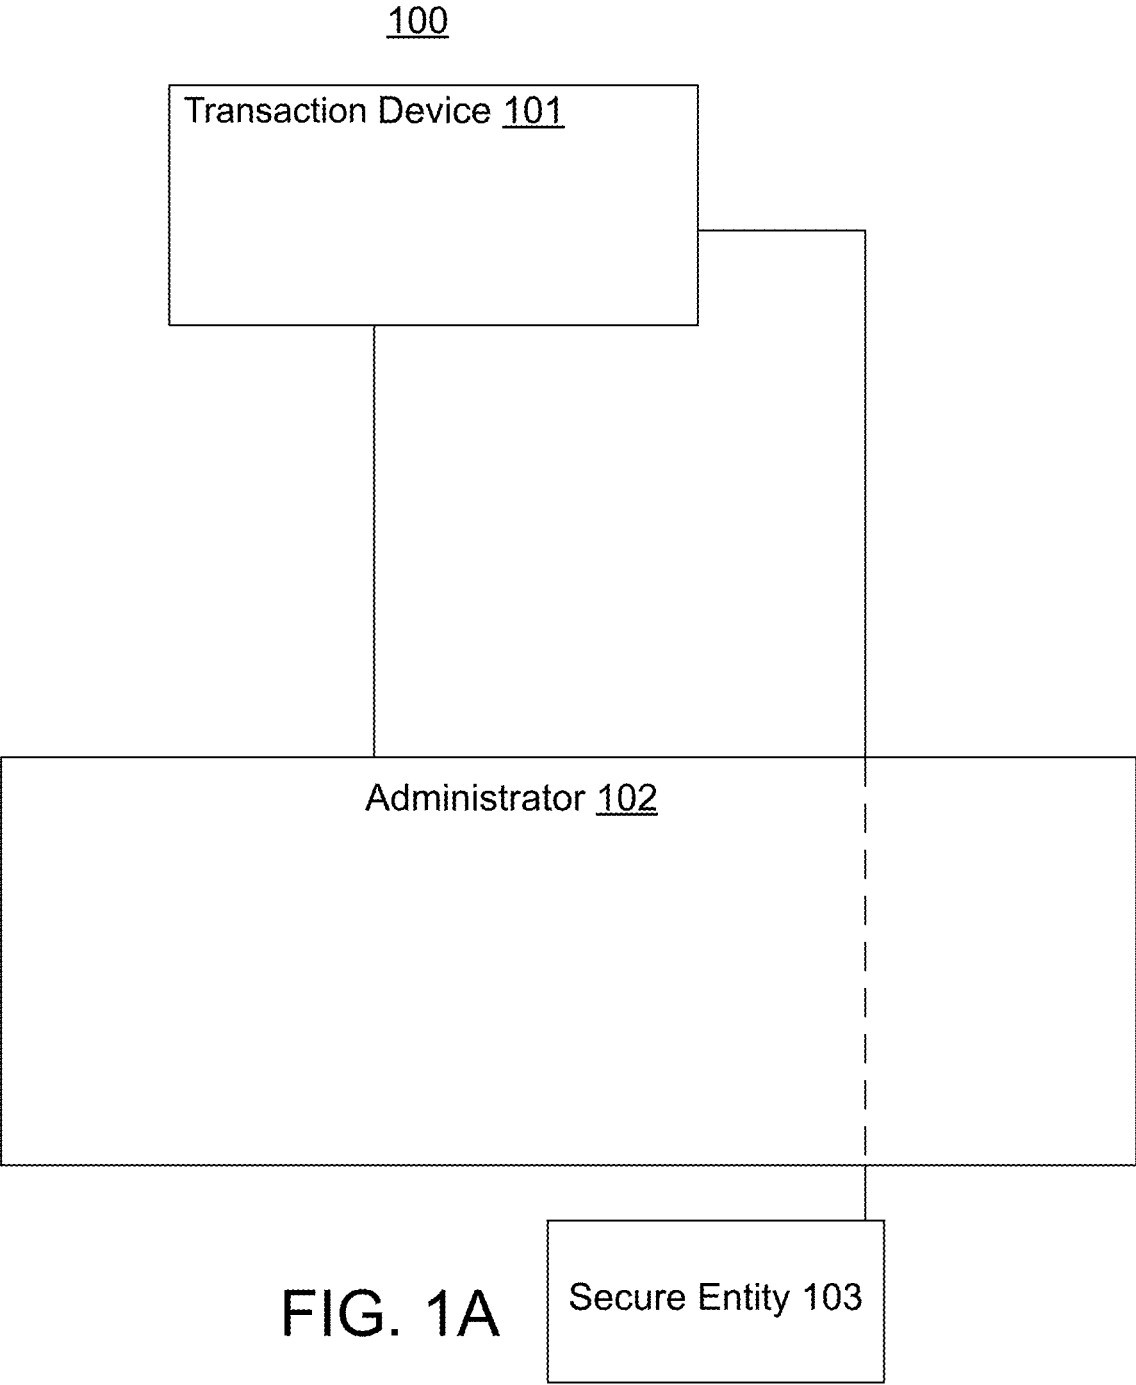 100
Transaction Device 101
Administrator 102
Secure Entity 103
FIG. 1A